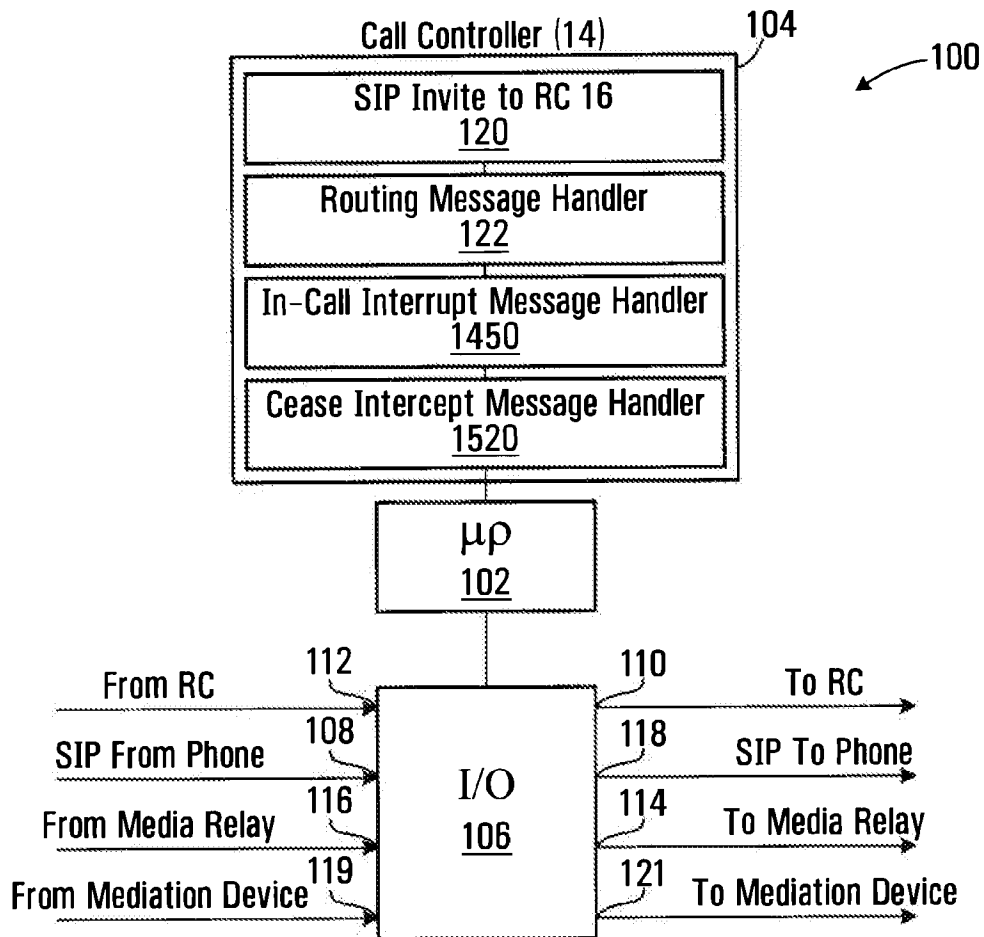 Call Controller (14)
104
100
SIP Invite to RC 16
120
Routing Message Handler
122
In-Call Interrupt Message Handler
1450
Cease Intercept Message Handler
1520
μρ
102
From RC
112
110
To RC
SIP From Phone
108
118
SIP To Phone
I/O
106
From Media Relay
116
114
To Media Relay
From Mediation Device
119
121
To Mediation Device